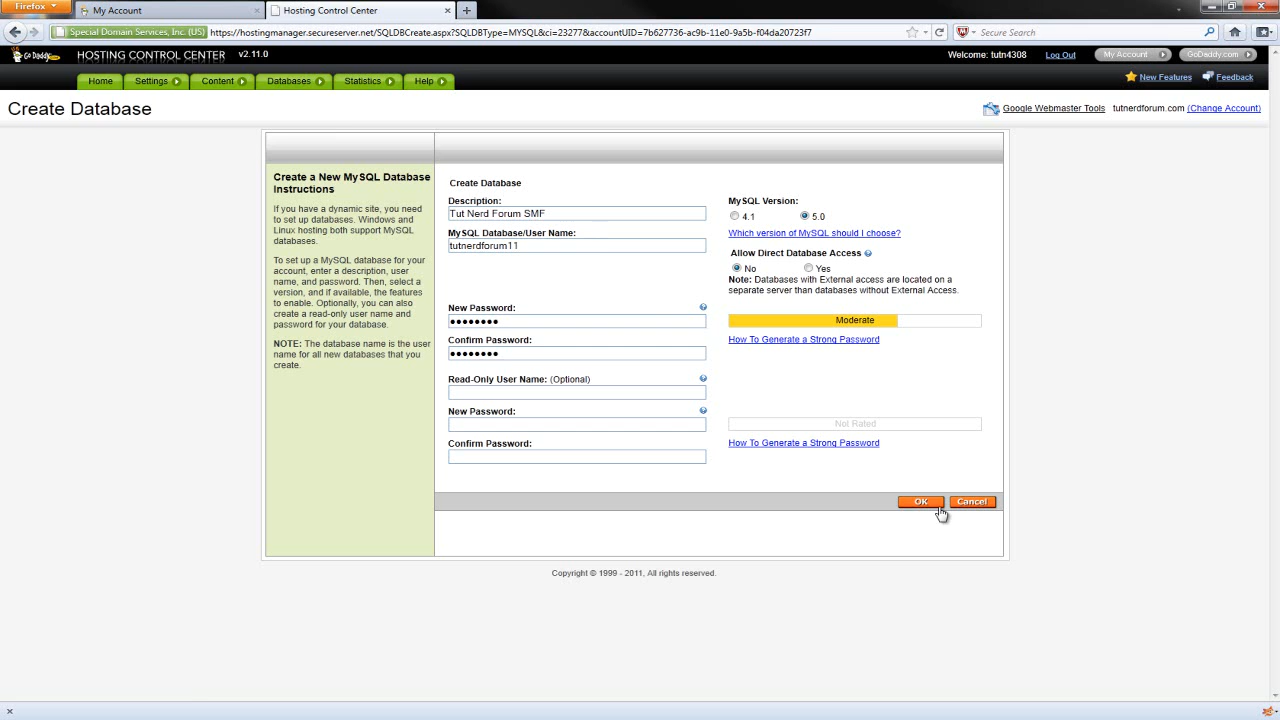 Firefox
My Account
Hosting Control Center
Special Domain Services, Inc. (US)
https://hostingmanager.secureserver.net/SQLDBCreate.aspx?SQLDBType=MYSQL&ci=23277&accountUID=7b627736-ac9b-11e0-9a5b-f04da20723f7
Secure Search
Go Daddy.com
HOSTING CONTROL CENTER
v2.11.0
Welcome: tutn4308
Log Out
My Account
GoDaddy.com
Home
Settings
Content
Databases
Statistics
Help
New Features
Feedback
Create Database
Google Webmaster Tools
tutnerdforum.com (Change Account)
Create a New MySQL Database
Instructions
If you have a dynamic site, you need
to set up databases. Windows and
Linux hosting both support MySQL
databases.
To set up a MySQL database for your
account, enter a description, user
name, and password. Then, select a
version, and if available, the features
to enable. Optionally, you can also
create a read-only user name and
password for your database.
NOTE: The database name is the user
name for all new databases that you
create.
Create Database
Description:
Tut Nerd Forum SMF
MySQL Database/User Name:
tutnerdforum11
New Password:
●●●●●●●●
Confirm Password:
●●●●●●●●
Read-Only User Name: (Optional)
New Password:
Confirm Password:
MySQL Version:
4.1
5.0
Which version of MySQL should I choose?
Allow Direct Database Access
No
Yes
Note: Databases with External access are located on a
separate server than databases without External Access.
Moderate
How To Generate a Strong Password
Not Rated
How To Generate a Strong Password
OK
Cancel
Copyright © 1999 - 2011, All rights reserved.